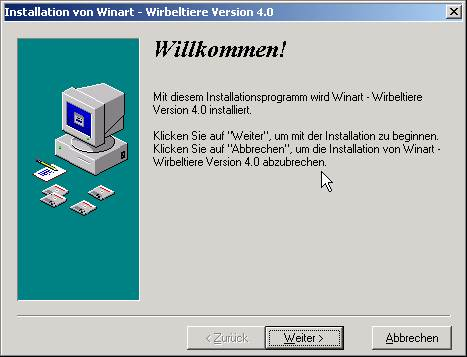 Installation von Winart - Wirbeltiere Version 4.0
Willkommen!
Mit diesem Installationsprogramm wird Winart - Wirbeltiere
Version 4.0 installiert.
Klicken Sie auf "Weiter", um mit der Installation zu beginnen.
Klicken Sie auf "Abbrechen", um die Installation von Winart -
Wirbeltiere Version 4.0 abzubrechen.
< Zurück
Weiter >
Abbrechen